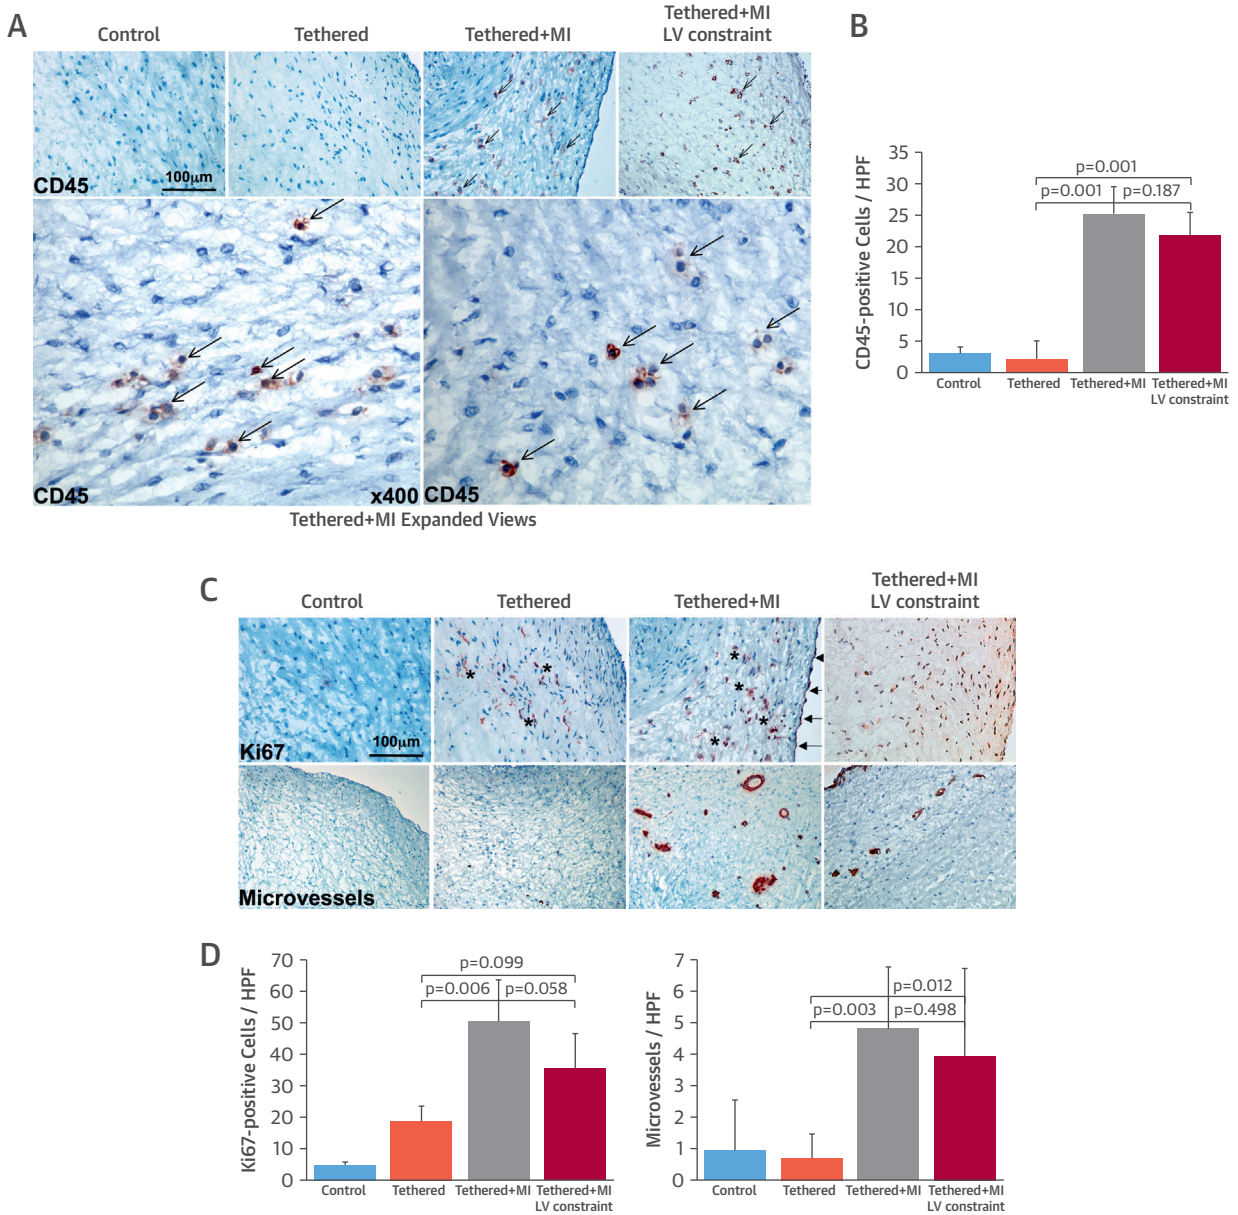 A
Control
Tethered
Tethered+MI
Tethered+MI
LV constraint
CD45
100µm
CD45
x400
CD45
Tethered+MI Expanded Views
B
CD45-positive Cells / HPF
35
30
25
20
15
10
5
0
p=0.001
p=0.001
p=0.187
Control
Tethered
Tethered+MI
Tethered+MI
LV constraint
C
Control
Tethered
Tethered+MI
Tethered+MI
LV constraint
Ki67
100µm
* * *
* * * *
Microvessels
D
Ki67-positive Cells / HPF
70
60
50
40
30
20
10
0
p=0.099
p=0.006
p=0.058
Control
Tethered
Tethered+MI
Tethered+MI
LV constraint
Microvessels / HPF
7
6
5
4
3
2
1
0
p=0.012
p=0.003
p=0.498
Control
Tethered
Tethered+MI
Tethered+MI
LV constraint